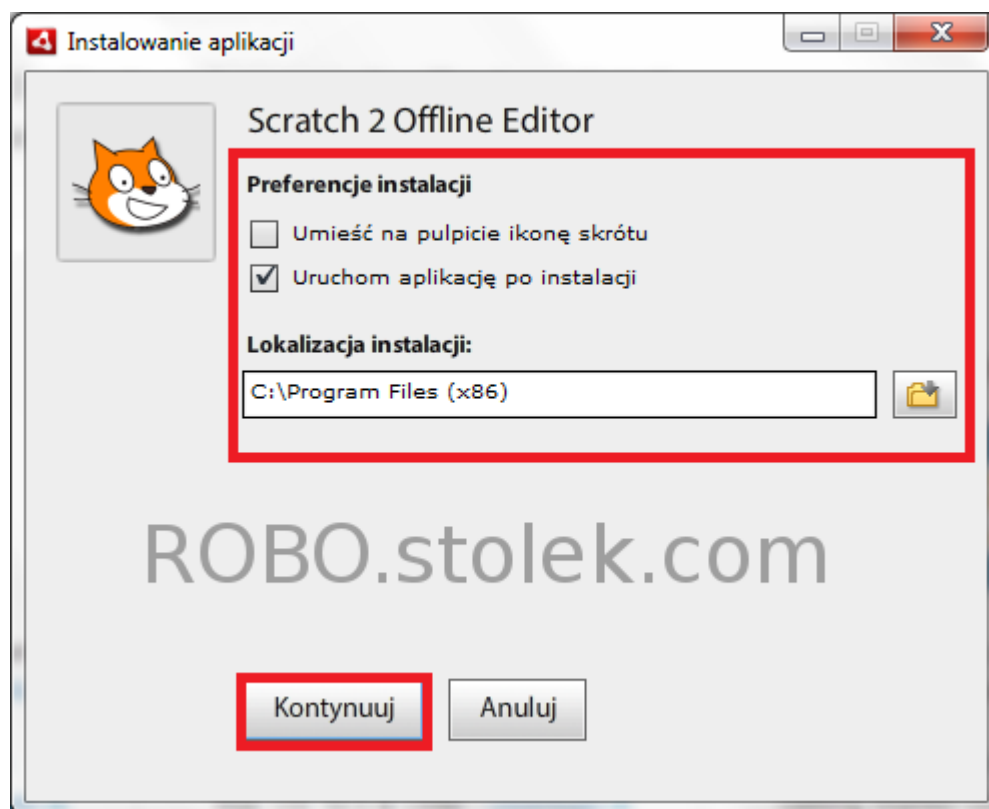 Instalowanie aplikacji
Scratch 2 Offline Editor
Preferencje instalacji
Umieść na pulpicie ikonę skrótu
Uruchom aplikację po instalacji
Lokalizacja instalacji:
C:\Program Files (x86)
ROBO.stolek.com
Kontynuuj
Anuluj